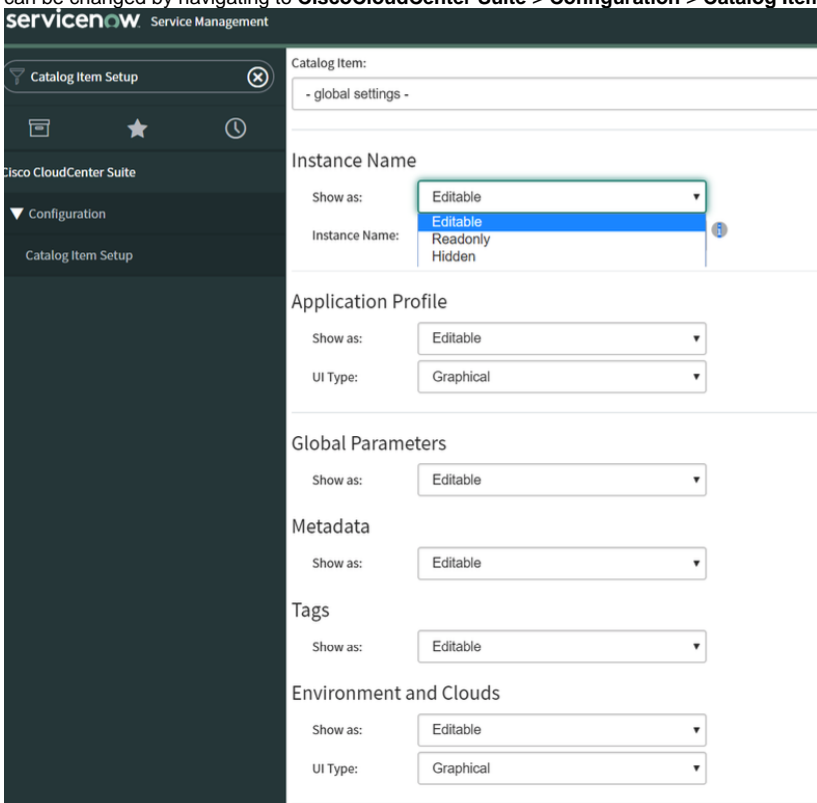 can be changed by navigating to CiscoCloudCenter Suite > Configuration > Catalog Item
servicenow Service Management
Catalog Item Setup
Cisco CloudCenter Suite
Configuration
Catalog Item Setup
Catalog Item:
- global settings -
Instance Name
Show as: Editable
Editable
Instance Name: Readonly
Hidden
Application Profile
Show as: Editable
UI Type: Graphical
Global Parameters
Show as: Editable
Metadata
Show as: Editable
Tags
Show as: Editable
Environment and Clouds
Show as: Editable
UI Type: Graphical